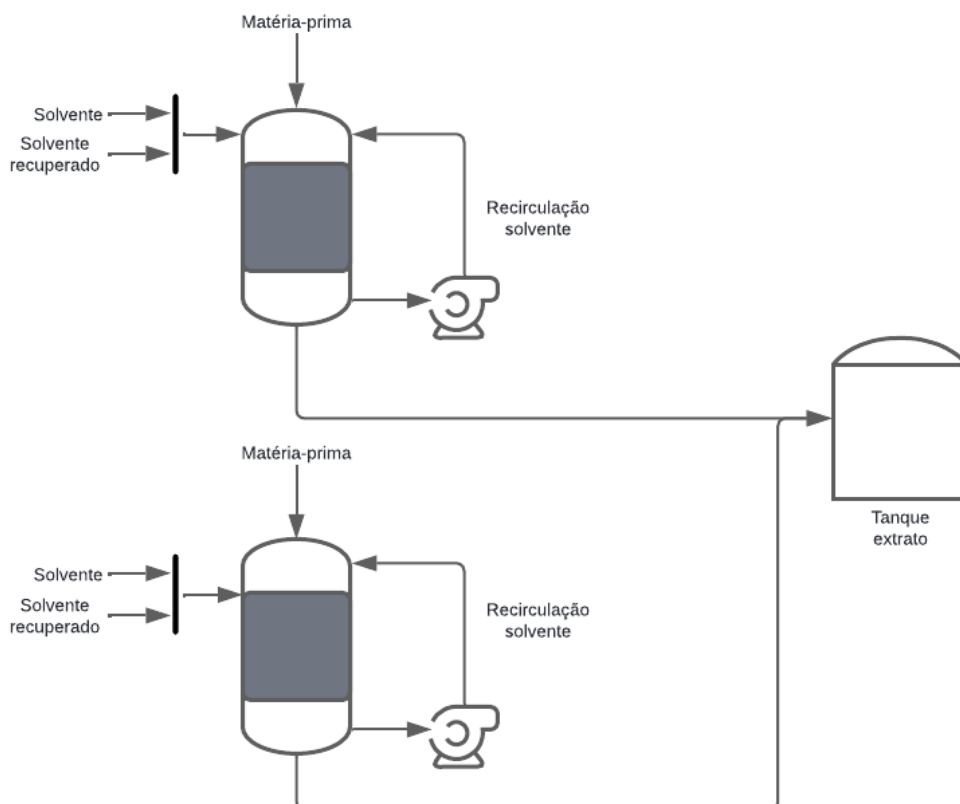 Matéria-prima
Solvente
Solvente
recuperado
Recirculação
solvente
Tanque
extrato
Matéria-prima
Solvente
Solvente
recuperado
Recirculação
solvente